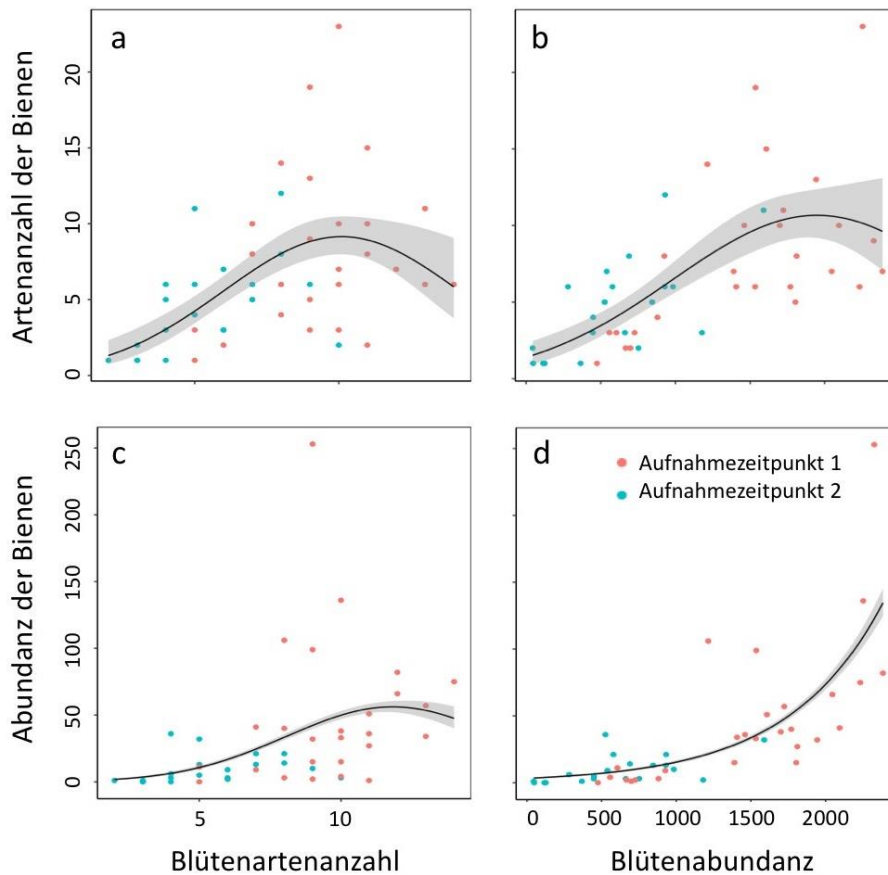 a
b
Artenanzahl der Bienen
20
15
10
5
0
c
d
Aufnahmezeitpunkt 1
Aufnahmezeitpunkt 2
Abundanz der Bienen
250
200
150
100
50
0
5
10
0
500
1000
1500
2000
Blütenartenanzahl
Blütenabundanz